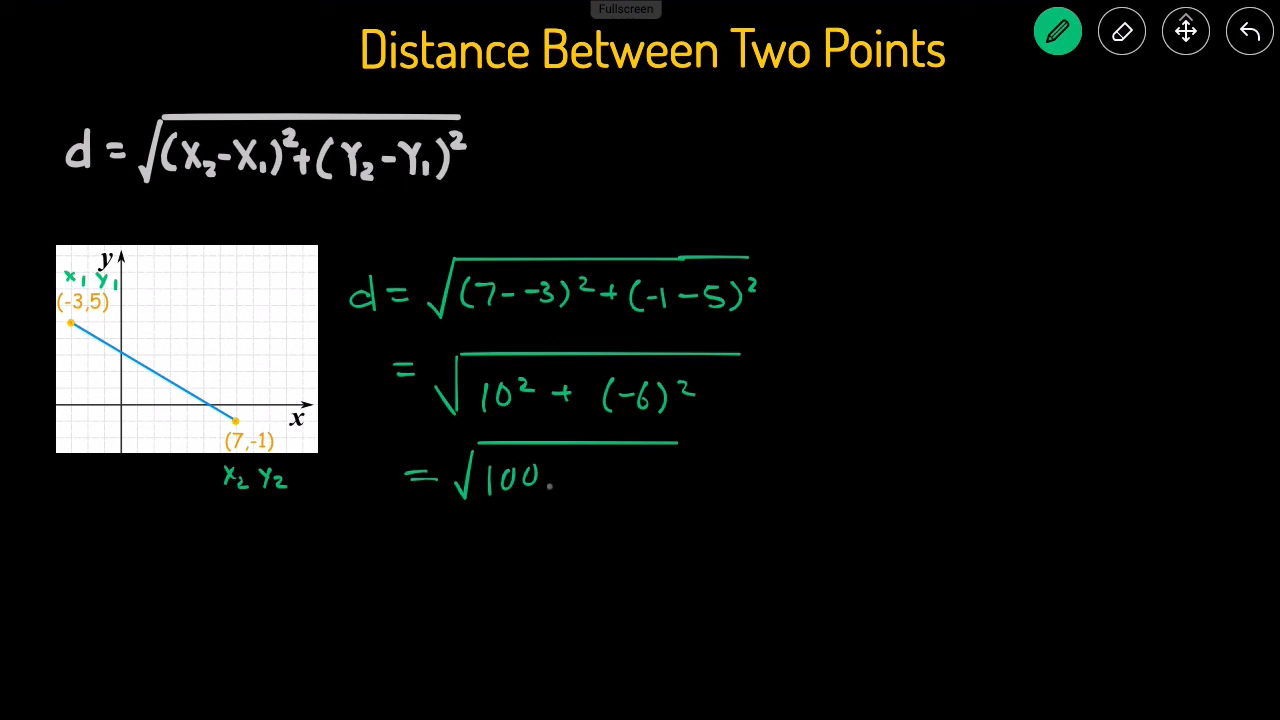 Fullscreen
Distance Between Two Points
d = √(X₂-X₁)²+(Y₂-Y₁)²
y
x₁ y₁
(-3,5)
d = √(7--3)²+(-1-5)²
= √10² + (-6)²
x
(7,-1)
x₂ y₂
= √100